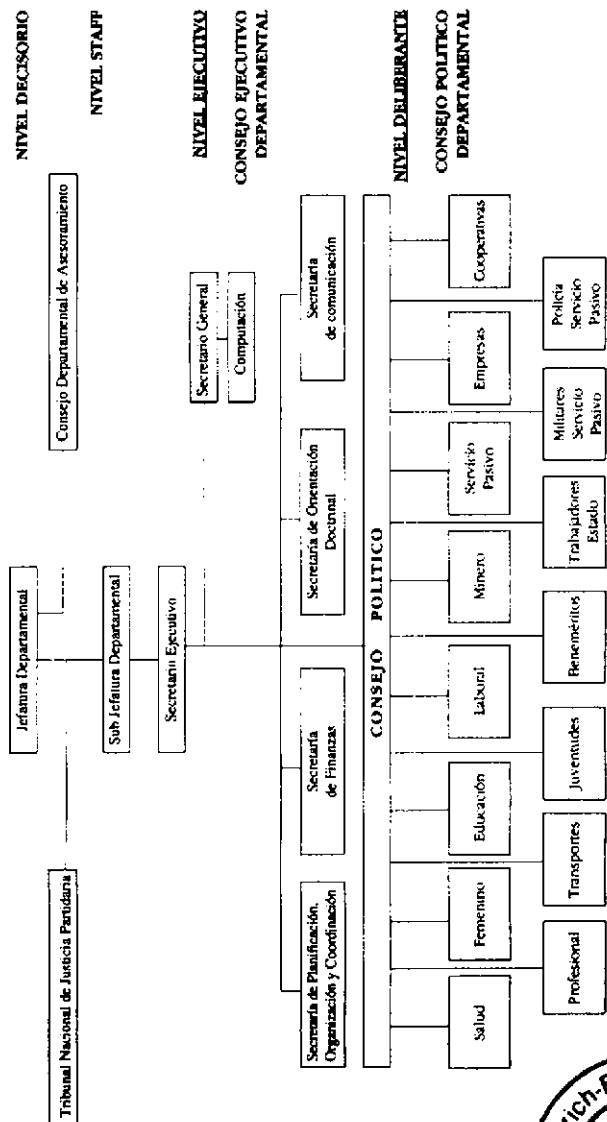 NIVEL DECISORIO
Jefatura Departamental
NIVEL STAFF
Tribunal Nacional de Justicia Partidaria
Consejo Departamental de Asesoramiento
Sub Jefatura Departamental
Secretario Ejecutivo
NIVEL EJECUTIVO
Secretario General
CONSEJO EJECUTIVO
DEPARTAMENTAL
Computación
Secretaría de Planificación,
Organización y Coordinación
Secretaría
de Finanzas
Secretaría de Orientación
Doctrinal
Secretaría
de comunicación
CONSEJO POLITICO
NIVEL DELIBERANTE
CONSEJO POLITICO
DEPARTAMENTAL
Salud
Femenino
Educación
Laboral
Minero
Servicio
Pasivo
Empresas
Cooperativas
Profesional
Transportes
Juventudes
Beneméritos
Trabajadores
Estado
Militares
Servicio
Pasivo
Policía
Servicio
Pasivo